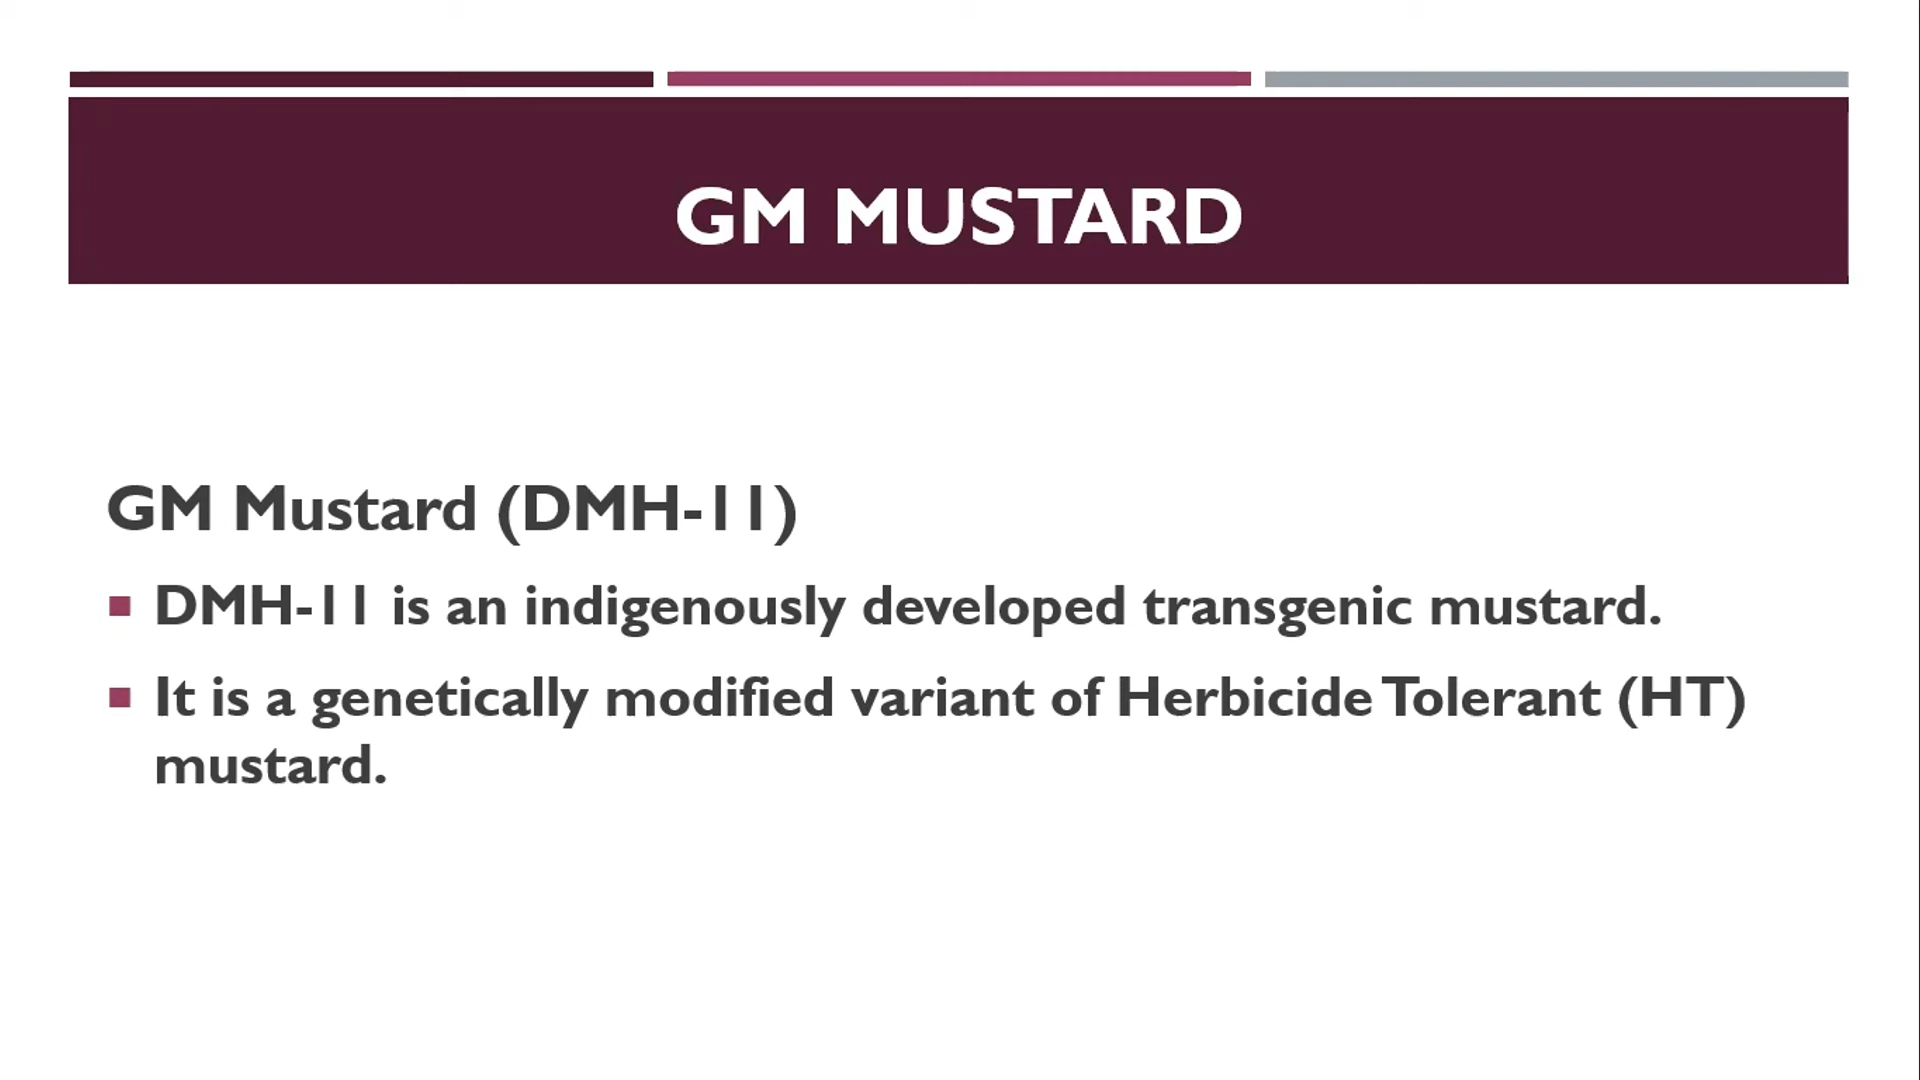 GM MUSTARD
GM Mustard (DMH-11)
▪ DMH-11 is an indigenously developed transgenic mustard.
▪ It is a genetically modified variant of Herbicide Tolerant (HT)
mustard.